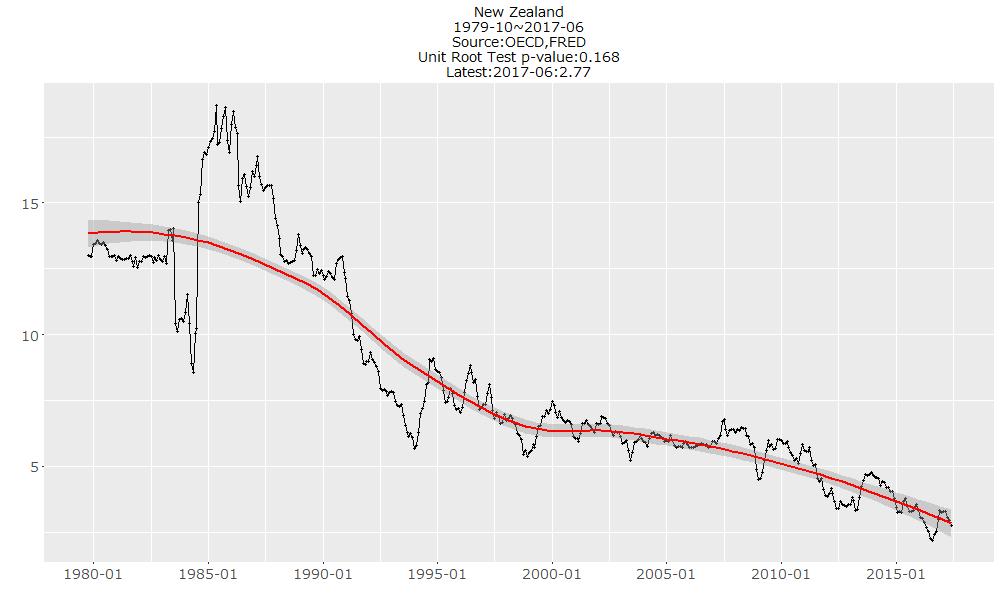 New Zealand
1979-10~2017-06
Source:OECD,FRED
Unit Root Test p-value:0.168
Latest:2017-06:2.77
15
10
5
1980-01 1985-01 1990-01 1995-01 2000-01 2005-01 2010-01 2015-01